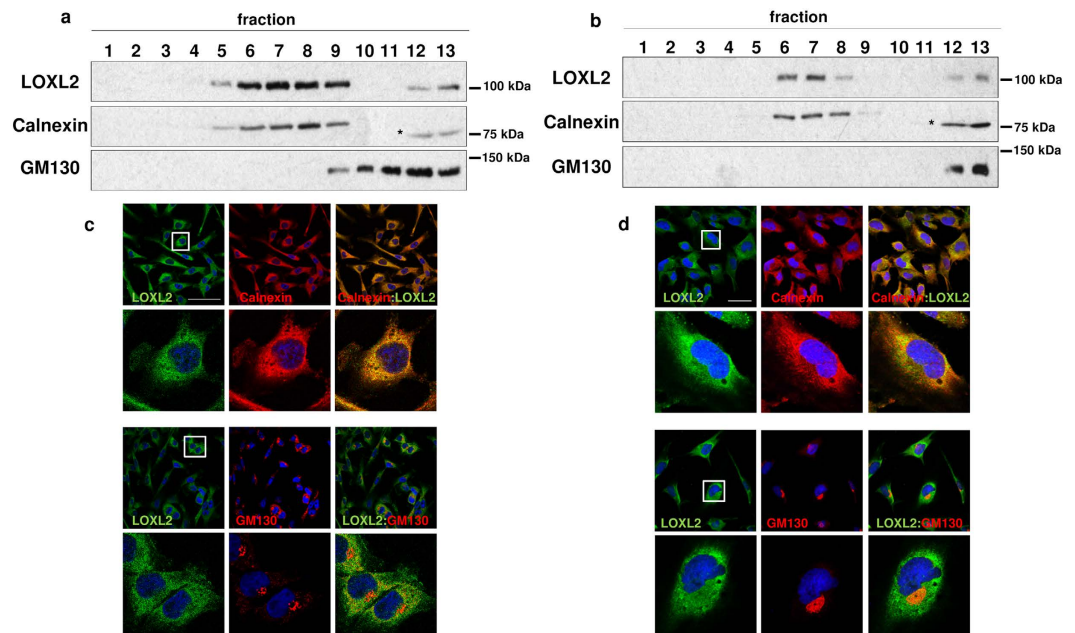 a
fraction
1 2 3 4 5 6 7 8 9 10 11 12 13
LOXL2
100 kDa
Calnexin
*
75 kDa
150 kDa
GM130
b
fraction
1 2 3 4 5 6 7 8 9 10 11 12 13
LOXL2
100 kDa
Calnexin
*
75 kDa
150 kDa
GM130
c
LOXL2
Calnexin
Calnexin:LOXL2
LOXL2
GM130
LOXL2:GM130
d
LOXL2
Calnexin
Calnexin:LOXL2
LOXL2
GM130
LOXL2:GM130